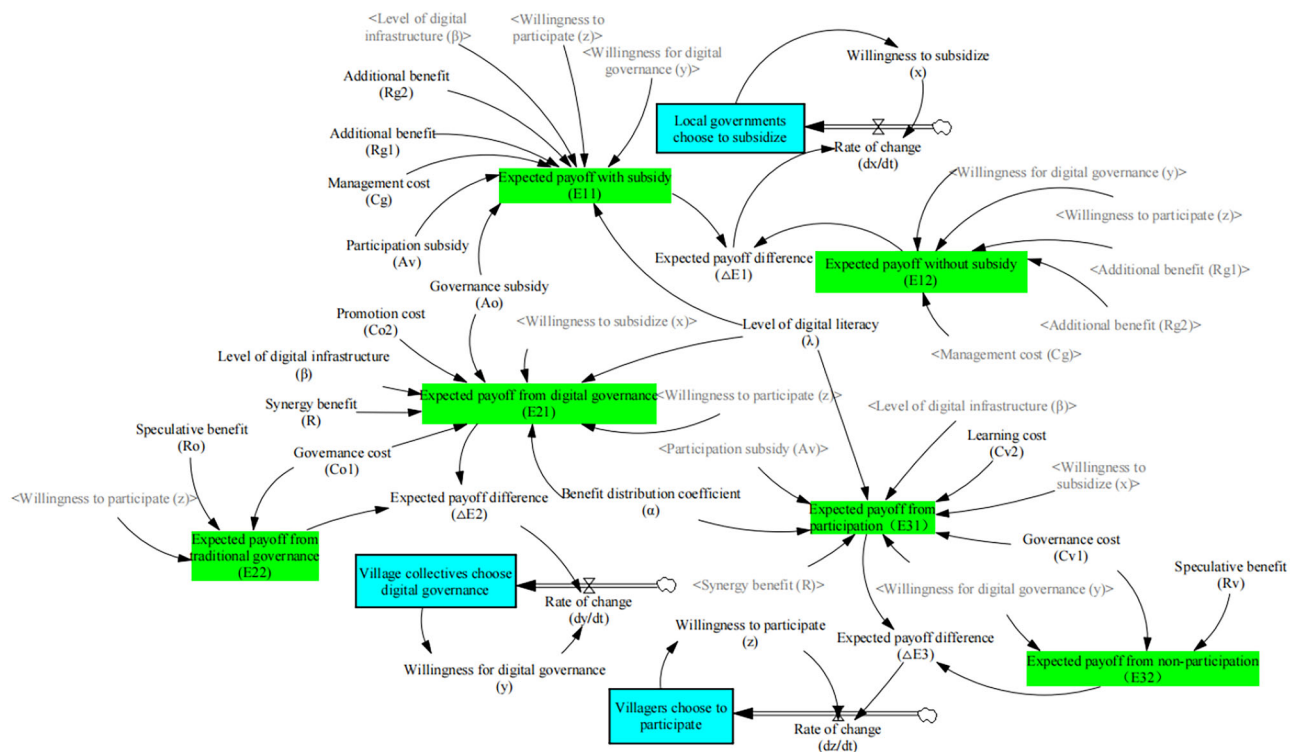 <Level of digital
infrastructure (β)>
<Willingness to
participate (z)>
<Willingness for digital
governance (y)>
Willingness to subsidize
(x)
Additional benefit
(Rg2)
Local governments
choose to subsidize
Additional benefit
(Rg1)
Rate of change
(dx/dt)
Management cost
(Cg)
Expected payoff with subsidy
(E11)
<Willingness for digital governance (y)>
<Willingness to participate (z)>
Participation subsidy
(Av)
Expected payoff difference
(△E1)
Expected payoff without subsidy
(E12)
<Additional benefit (Rg1)>
Governance subsidy
(Ao)
Promotion cost
(Co2)
<Willingness to subsidize (x)>
Level of digital literacy
(λ)
<Additional benefit (Rg2)>
<Management cost (Cg)>
Level of digital infrastructure
(β)
Expected payoff from digital governance
(E21)
<Willingness to participate (z)>
<Level of digital infrastructure (β)>
Synergy benefit
(R)
Speculative benefit
(Ro)
Governance cost
(Co1)
<Participation subsidy (Av)>
Learning cost
(Cv2)
<Willingness to
subsidize (x)>
<Willingness to participate (z)>
Expected payoff difference
(△E2)
Benefit distribution coefficient
(α)
Expected payoff from
participation（E31）
Expected payoff from
traditional governance
(E22)
Governance cost
(Cv1)
Village collectives choose
digital governance
Rate of change
(dy/dt)
<Synergy benefit (R)>
<Willingness for digital governance (y)>
Speculative benefit
(Rv)
Willingness to participate
(z)
Expected payoff difference
(△E3)
Willingness for digital governance
(y)
Expected payoff from non-participation
（E32）
Villagers choose to
participate
Rate of change
(dz/dt)